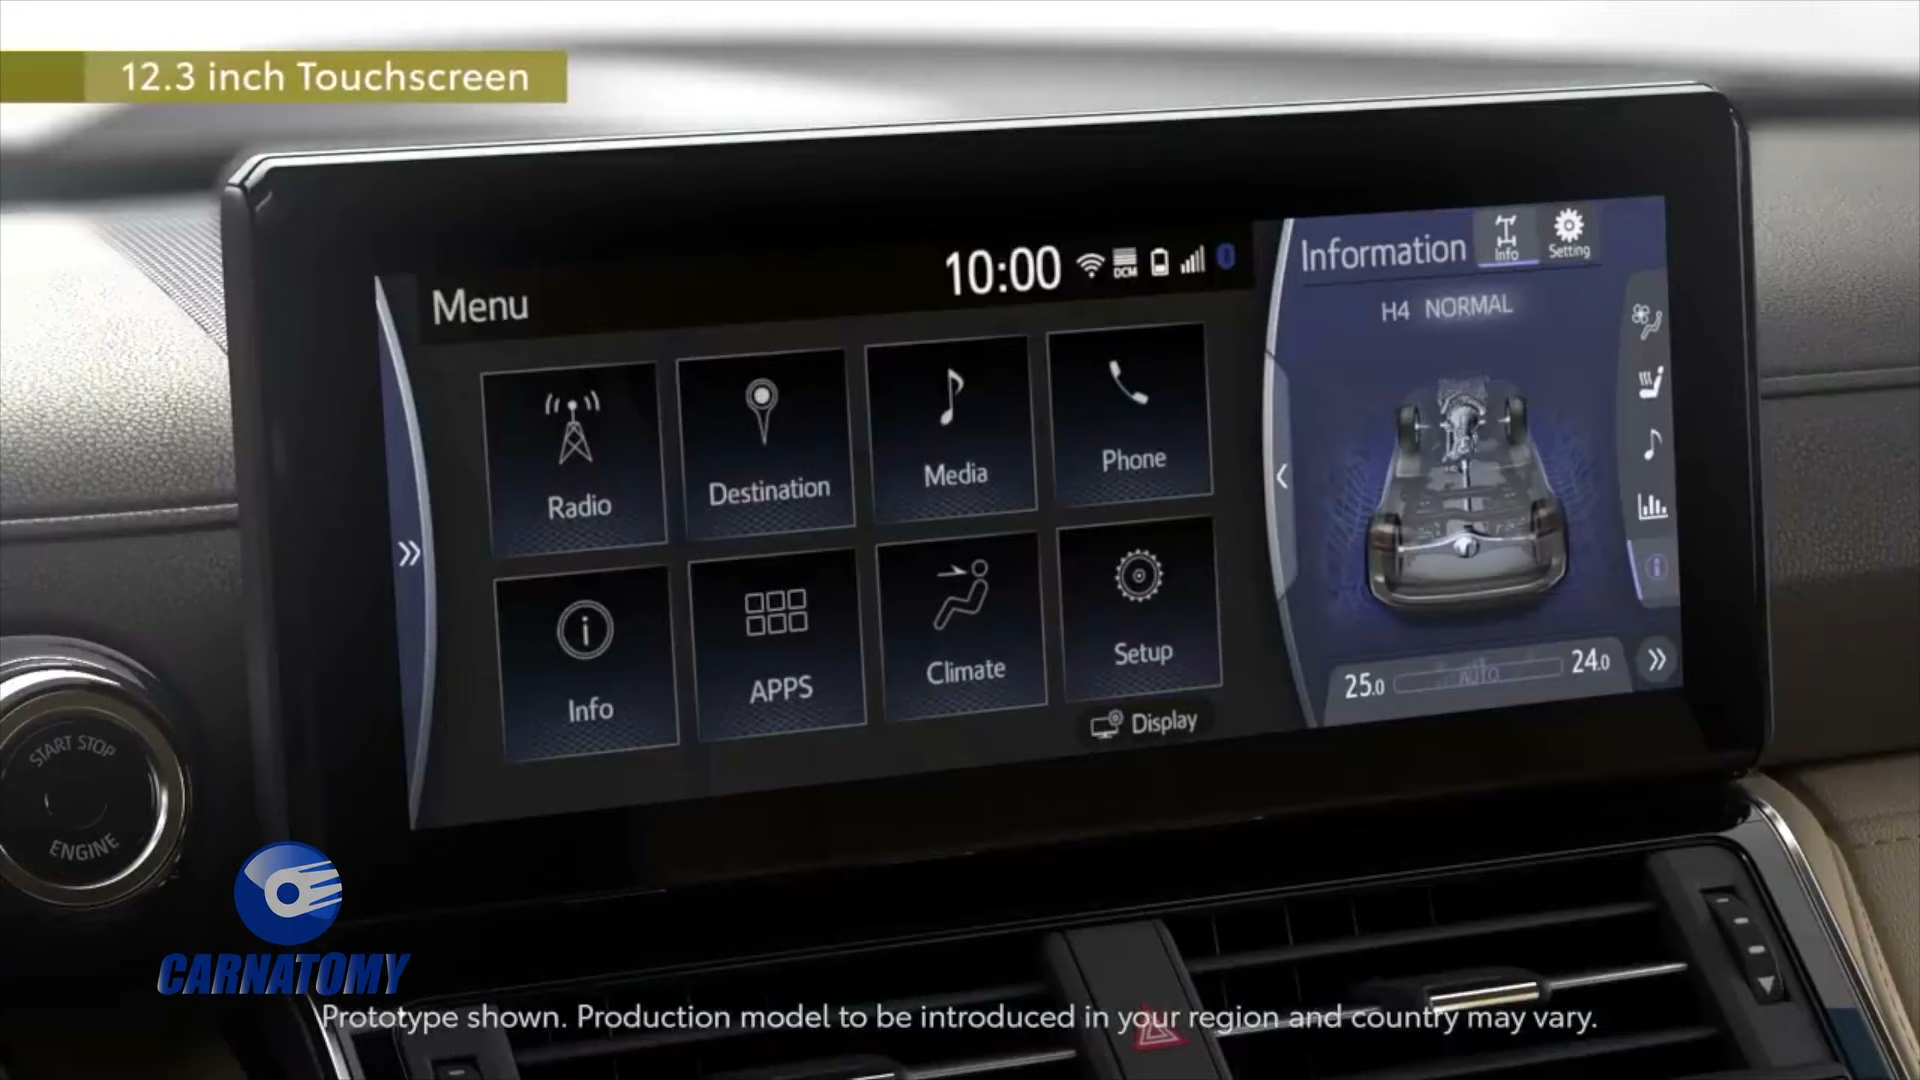 12.3 inch Touchscreen
Menu
10:00
DCM
Information
Info
Setting
H4 NORMAL
Radio
Destination
Media
Phone
Info
APPS
Climate
Setup
Display
25.0
AUTO
24.0
START STOP
ENGINE
CARNATOMY
Prototype shown. Production model to be introduced in your region and country may vary.